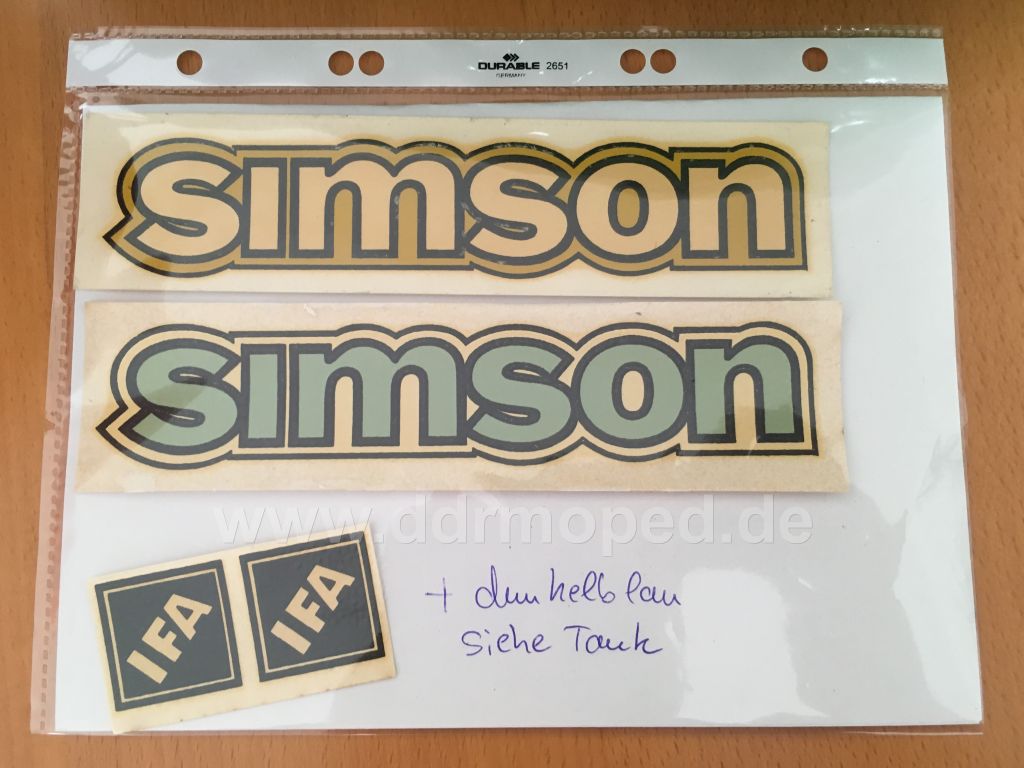 DURABLE 2651
GERMANY
simson
simson
www.ddrmoped.de
IFA IFA
+ dunkelblau
siehe Tank